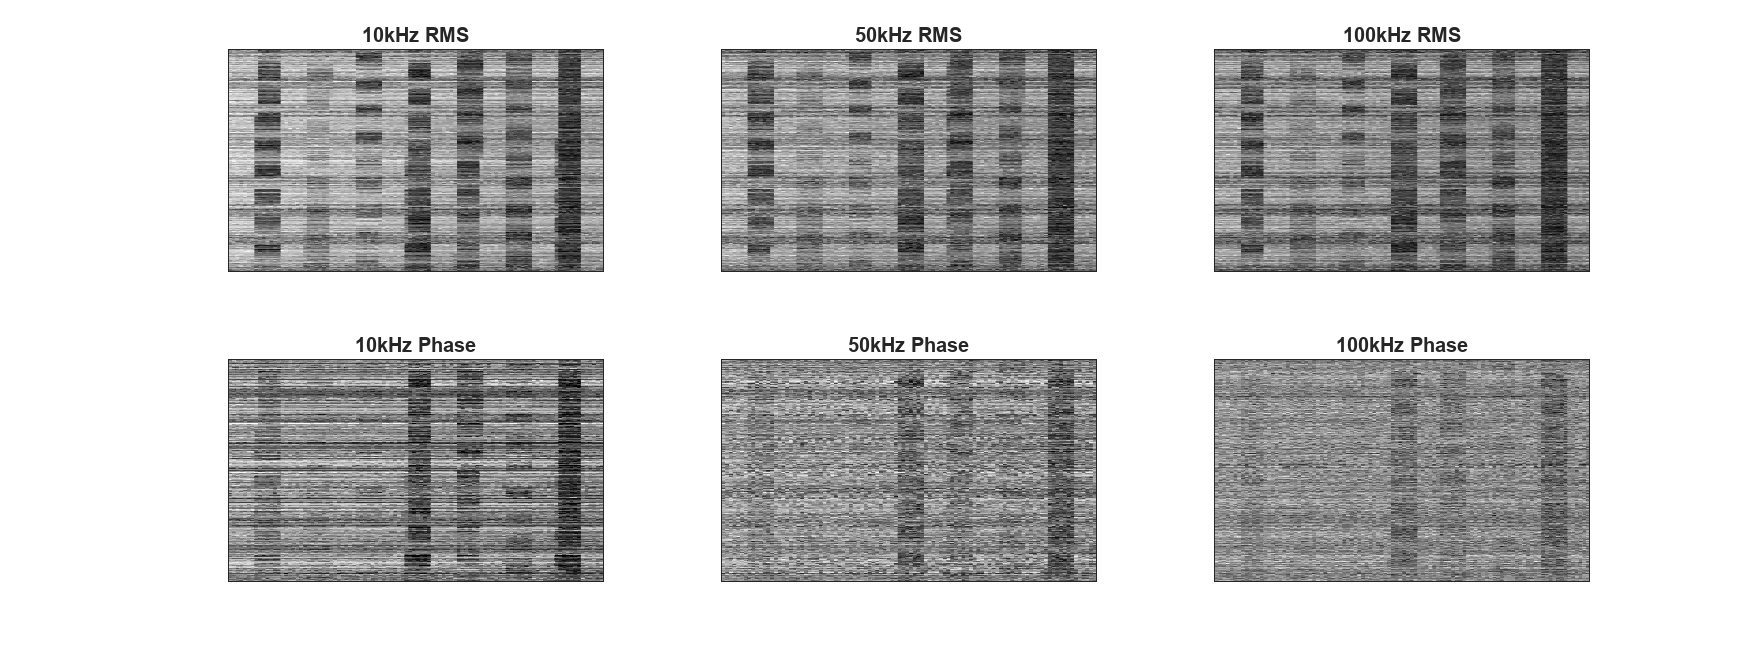 10kHz RMS
50kHz RMS
100kHz RMS
10kHz Phase
50kHz Phase
100kHz Phase